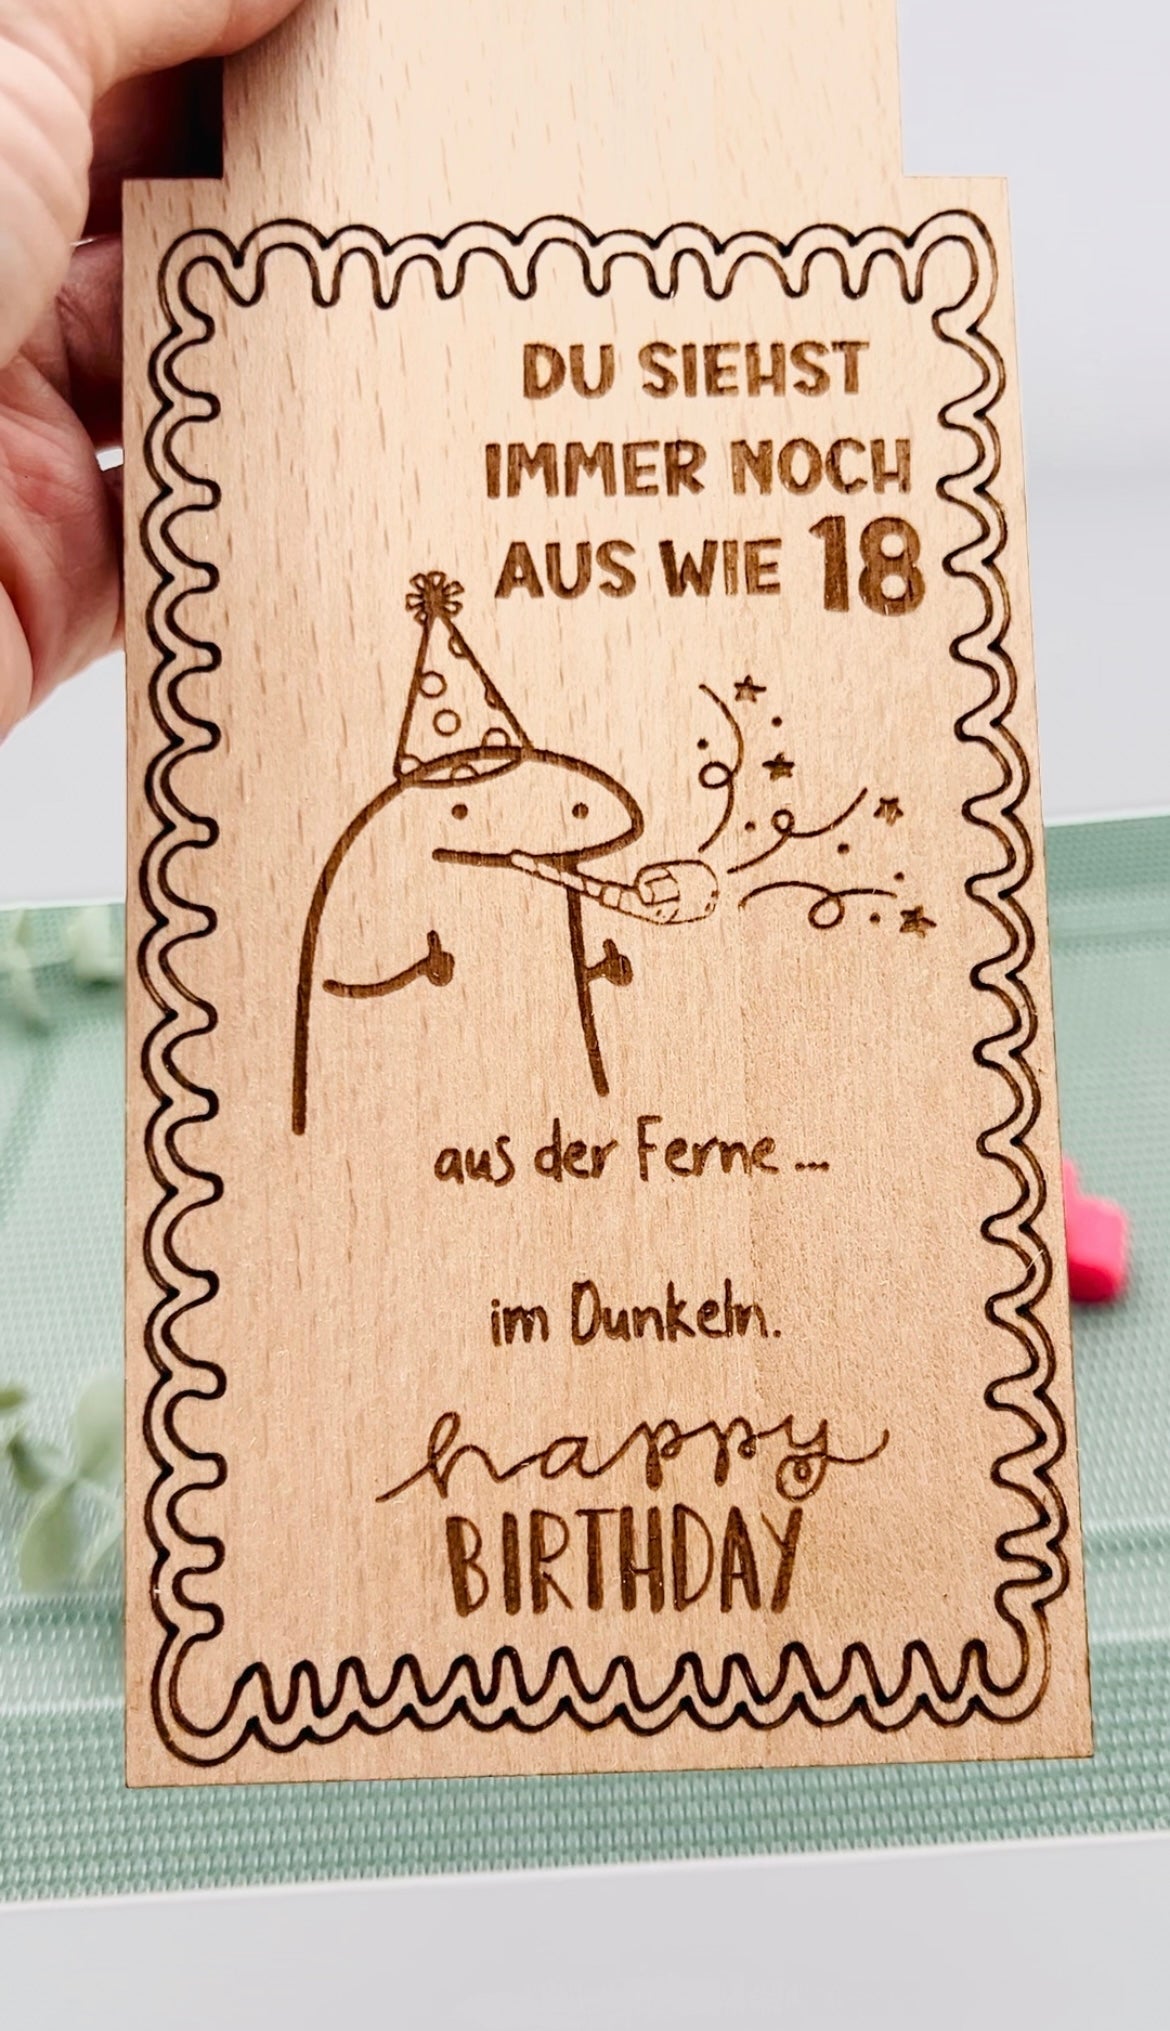 DU SIEHST
IMMER NOCH
AUS WIE 18
aus der Ferne ...
im Dunkeln.
happy
BIRTHDAY